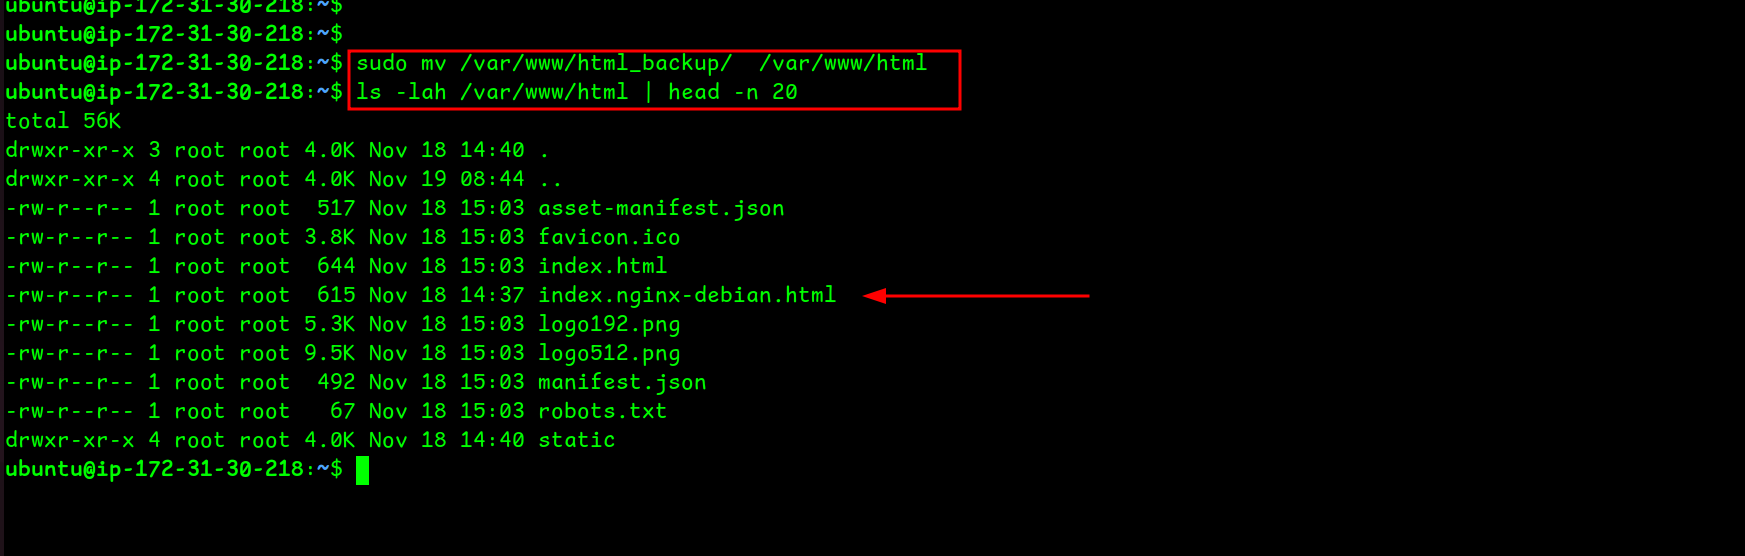 ubuntu@ip-172-31-30-218:~$
ubuntu@ip-172-31-30-218:~$
ubuntu@ip-172-31-30-218:~$ sudo mv /var/www/html_backup/  /var/www/html
ubuntu@ip-172-31-30-218:~$ ls -lah /var/www/html | head -n 20
total 56K
drwxr-xr-x 3 root root 4.0K Nov 18 14:40 .
drwxr-xr-x 4 root root 4.0K Nov 19 08:44 ..
-rw-r--r-- 1 root root  517 Nov 18 15:03 asset-manifest.json
-rw-r--r-- 1 root root 3.8K Nov 18 15:03 favicon.ico
-rw-r--r-- 1 root root  644 Nov 18 15:03 index.html
-rw-r--r-- 1 root root  615 Nov 18 14:37 index.nginx-debian.html
-rw-r--r-- 1 root root 5.3K Nov 18 15:03 logo192.png
-rw-r--r-- 1 root root 9.5K Nov 18 15:03 logo512.png
-rw-r--r-- 1 root root  492 Nov 18 15:03 manifest.json
-rw-r--r-- 1 root root   67 Nov 18 15:03 robots.txt
drwxr-xr-x 4 root root 4.0K Nov 18 14:40 static
ubuntu@ip-172-31-30-218:~$